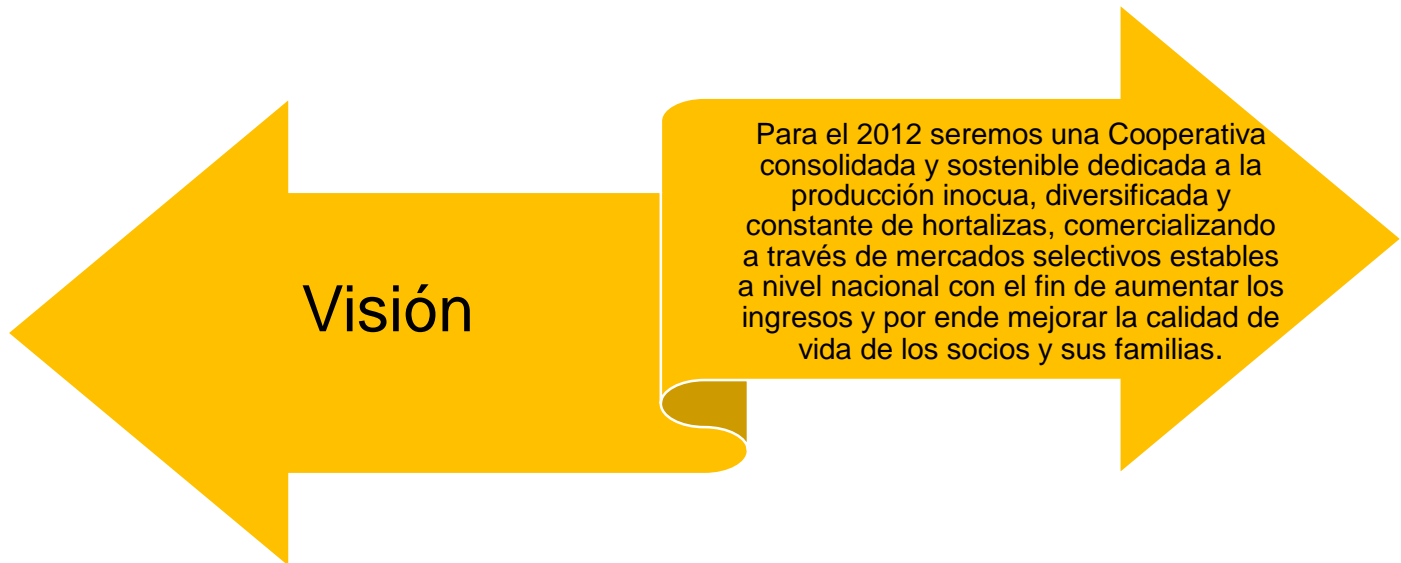 Visión
Para el 2012 seremos una Cooperativa
consolidada y sostenible dedicada a la
producción inocua, diversificada y
constante de hortalizas, comercializando
a través de mercados selectivos estables
a nivel nacional con el fin de aumentar los
ingresos y por ende mejorar la calidad de
vida de los socios y sus familias.